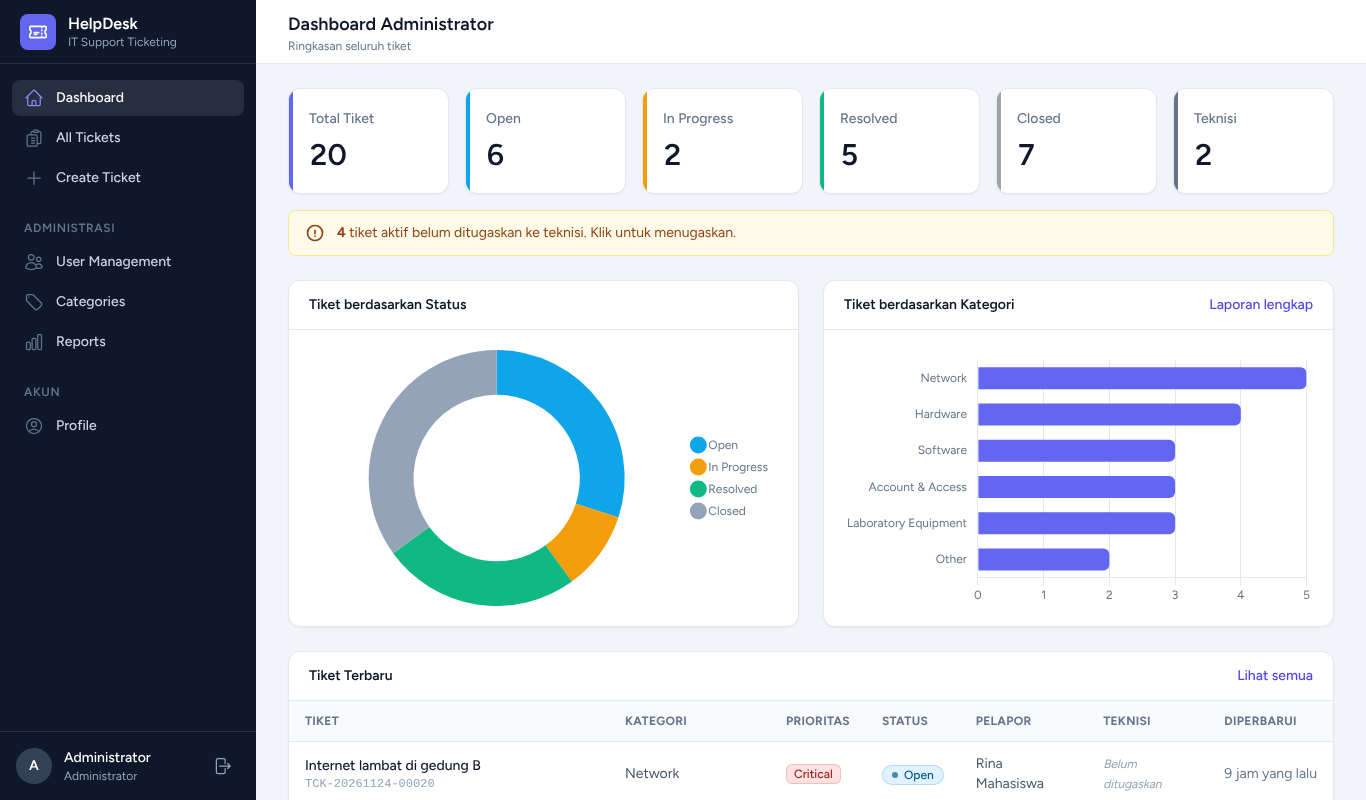 HelpDesk
IT Support Ticketing
Dashboard
All Tickets
Create Ticket
ADMINISTRASI
User Management
Categories
Reports
AKUN
Profile
A
Administrator
Administrator
Dashboard Administrator
Ringkasan seluruh tiket
Total Tiket
20
Open
6
In Progress
2
Resolved
5
Closed
7
Teknisi
2
4 tiket aktif belum ditugaskan ke teknisi. Klik untuk menugaskan.
Tiket berdasarkan Status
Open
In Progress
Resolved
Closed
Tiket berdasarkan Kategori
Laporan lengkap
Network
Hardware
Software
Account & Access
Laboratory Equipment
Other
0 1 2 3 4 5
Tiket Terbaru
Lihat semua
TIKET KATEGORI PRIORITAS STATUS PELAPOR TEKNISI DIPERBARUI
Internet lambat di gedung B
TCK-20261124-00020
Network
Critical
Open
Rina
Mahasiswa
Belum
ditugaskan
9 jam yang lalu